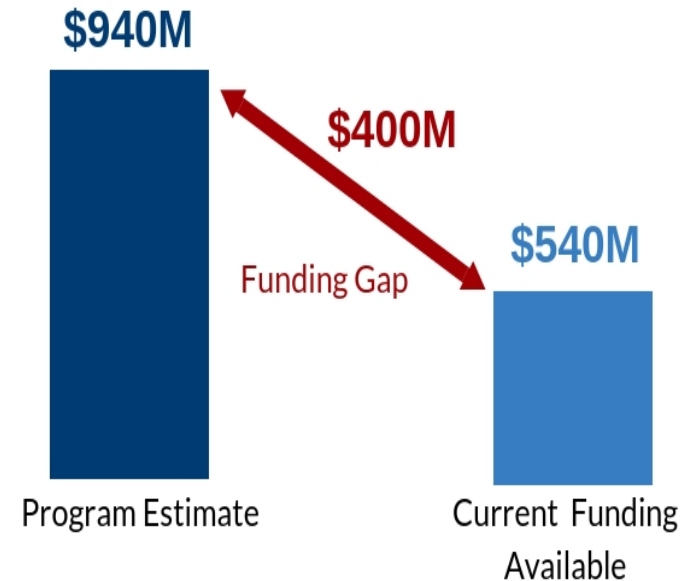 $940M
$400M
$540M
Funding Gap
Program Estimate
Current Funding
Available